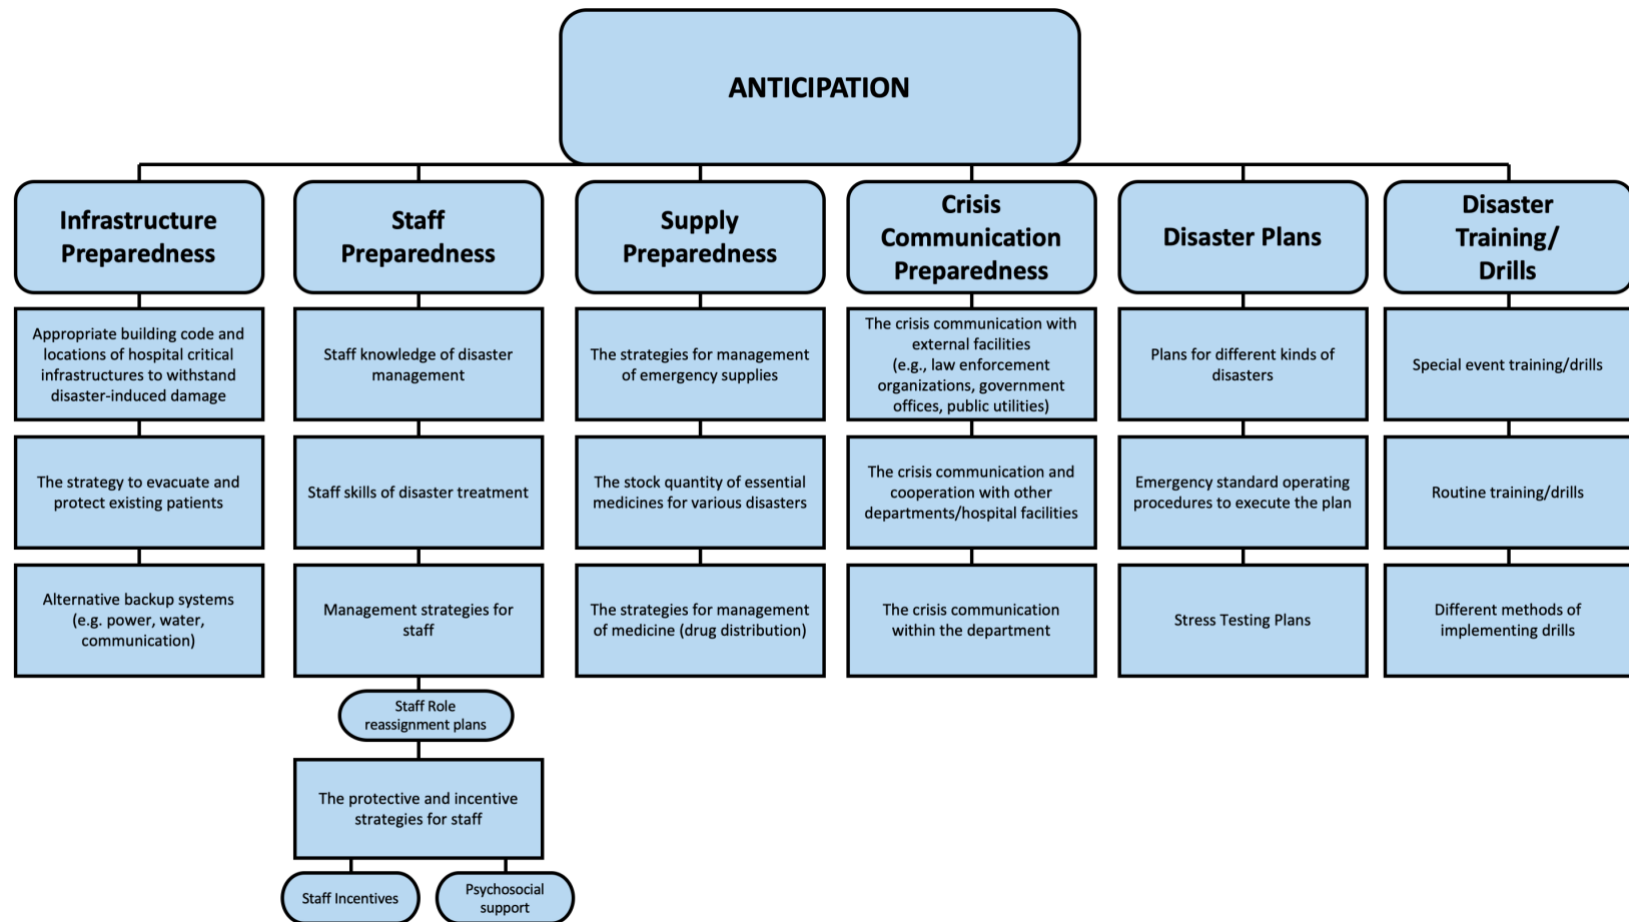 ANTICIPATION
Infrastructure
Preparedness
Staff
Preparedness
Supply
Preparedness
Crisis
Communication
Preparedness
Disaster Plans
Disaster
Training/
Drills
Appropriate building code and
locations of hospital critical
infrastructures to withstand
disaster-induced damage
Staff knowledge of disaster
management
The strategies for management
of emergency supplies
The crisis communication with
external facilities
(e.g., law enforcement
organizations, government
offices, public utilities)
Plans for different kinds of
disasters
Special event training/drills
The strategy to evacuate and
protect existing patients
Staff skills of disaster treatment
The stock quantity of essential
medicines for various disasters
The crisis communication and
cooperation with other
departments/hospital facilities
Emergency standard operating
procedures to execute the plan
Routine training/drills
Alternative backup systems
(e.g. power, water,
communication)
Management strategies for
staff
The strategies for management
of medicine (drug distribution)
The crisis communication
within the department
Stress Testing Plans
Different methods of
implementing drills
Staff Role
reassignment plans
The protective and incentive
strategies for staff
Staff Incentives
Psychosocial
support